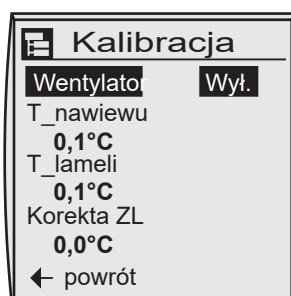 Kalibracja
Wentylator Wył.
T_nawiewu
0,1°C
T_lameli
0,1°C
Korekta ZL
0,0°C
← powrót